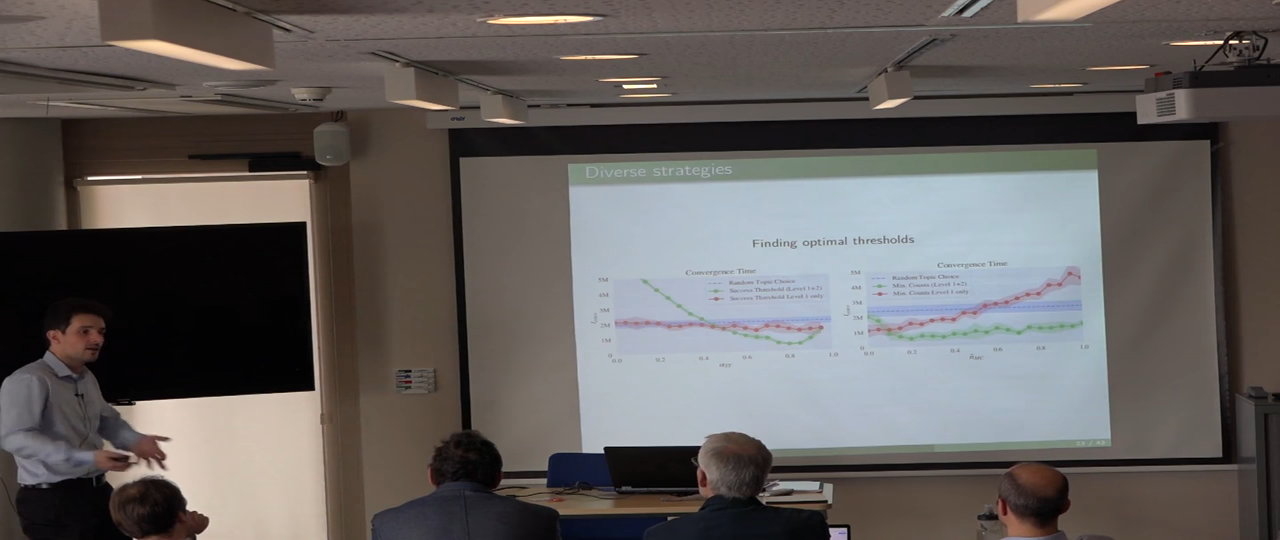 Diverse strategies
Finding optimal thresholds
Convergence Time
Random Topic Choice
Success Threshold (Level 1+2)
Success Threshold Level 1 only
5M
4M
3M
2M
1M
0
0.0
0.2
0.4
0.6
0.8
1.0
Convergence Time
Random Topic Choice
Min. Counts (Level 1+2)
Min. Counts Level 1 only
5M
4M
3M
2M
1M
0
0.0
0.2
0.4
0.6
0.8
1.0